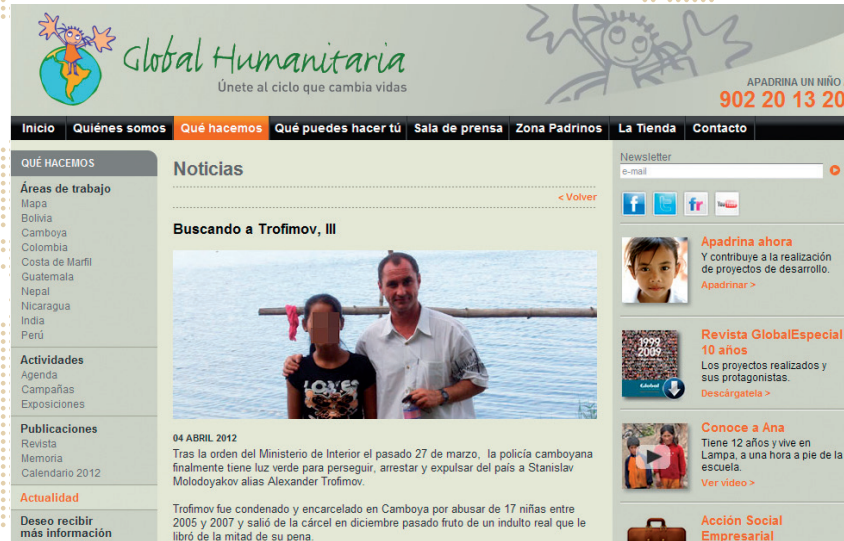 Global Humanitaria
Únete al ciclo que cambia vidas
APADRINA UN NIÑO
902 20 13 20
Inicio Quiénes somos Qué hacemos Qué puedes hacer tú Sala de prensa Zona Padrinos La Tienda Contacto
QUÉ HACEMOS
Áreas de trabajo
Mapa
Bolivia
Camboya
Colombia
Costa de Marfil
Guatemala
Nepal
Nicaragua
India
Perú
Actividades
Agenda
Campañas
Exposiciones
Publicaciones
Revista
Memoria
Calendario 2012
Actualidad
Deseo recibir
más información
Noticias
< Volver
Buscando a Trofimov, III
04 ABRIL 2012
Tras la orden del Ministerio de Interior el pasado 27 de marzo, la policía camboyana
finalmente tiene luz verde para perseguir, arrestar y expulsar del país a Stanislav
Molodoyakov alias Alexander Trofimov.
Trofimov fue condenado y encarcelado en Camboya por abusar de 17 niñas entre
2005 y 2007 y salió de la cárcel en diciembre pasado fruto de un indulto real que le
libró de la mitad de su pena.
Newsletter
e-mail
f t fr YouTube
Apadrina ahora
Y contribuye a la realización
de proyectos de desarrollo.
Apadrinar >
1999
2009
Global
Revista GlobalEspecial
10 años
Los proyectos realizados y
sus protagonistas.
Descárgatela >
Conoce a Ana
Tiene 12 años y vive en
Lampa, a una hora a pie de la
escuela.
Ver video >
Acción Social
Empresarial